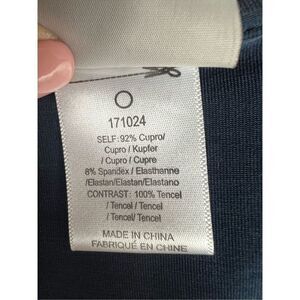 171024
SELF: 92% Cupro/
Cupro / Kupfer
/ Cupro / Cupre
8% Spandex / Elasthanne
/Elastan/Elastan/Elastano
CONTRAST: 100% Tencel
/ Tencel / Tencel
/ Tencel / Tencel
MADE IN CHINA
FABRIQUÉ EN CHINE